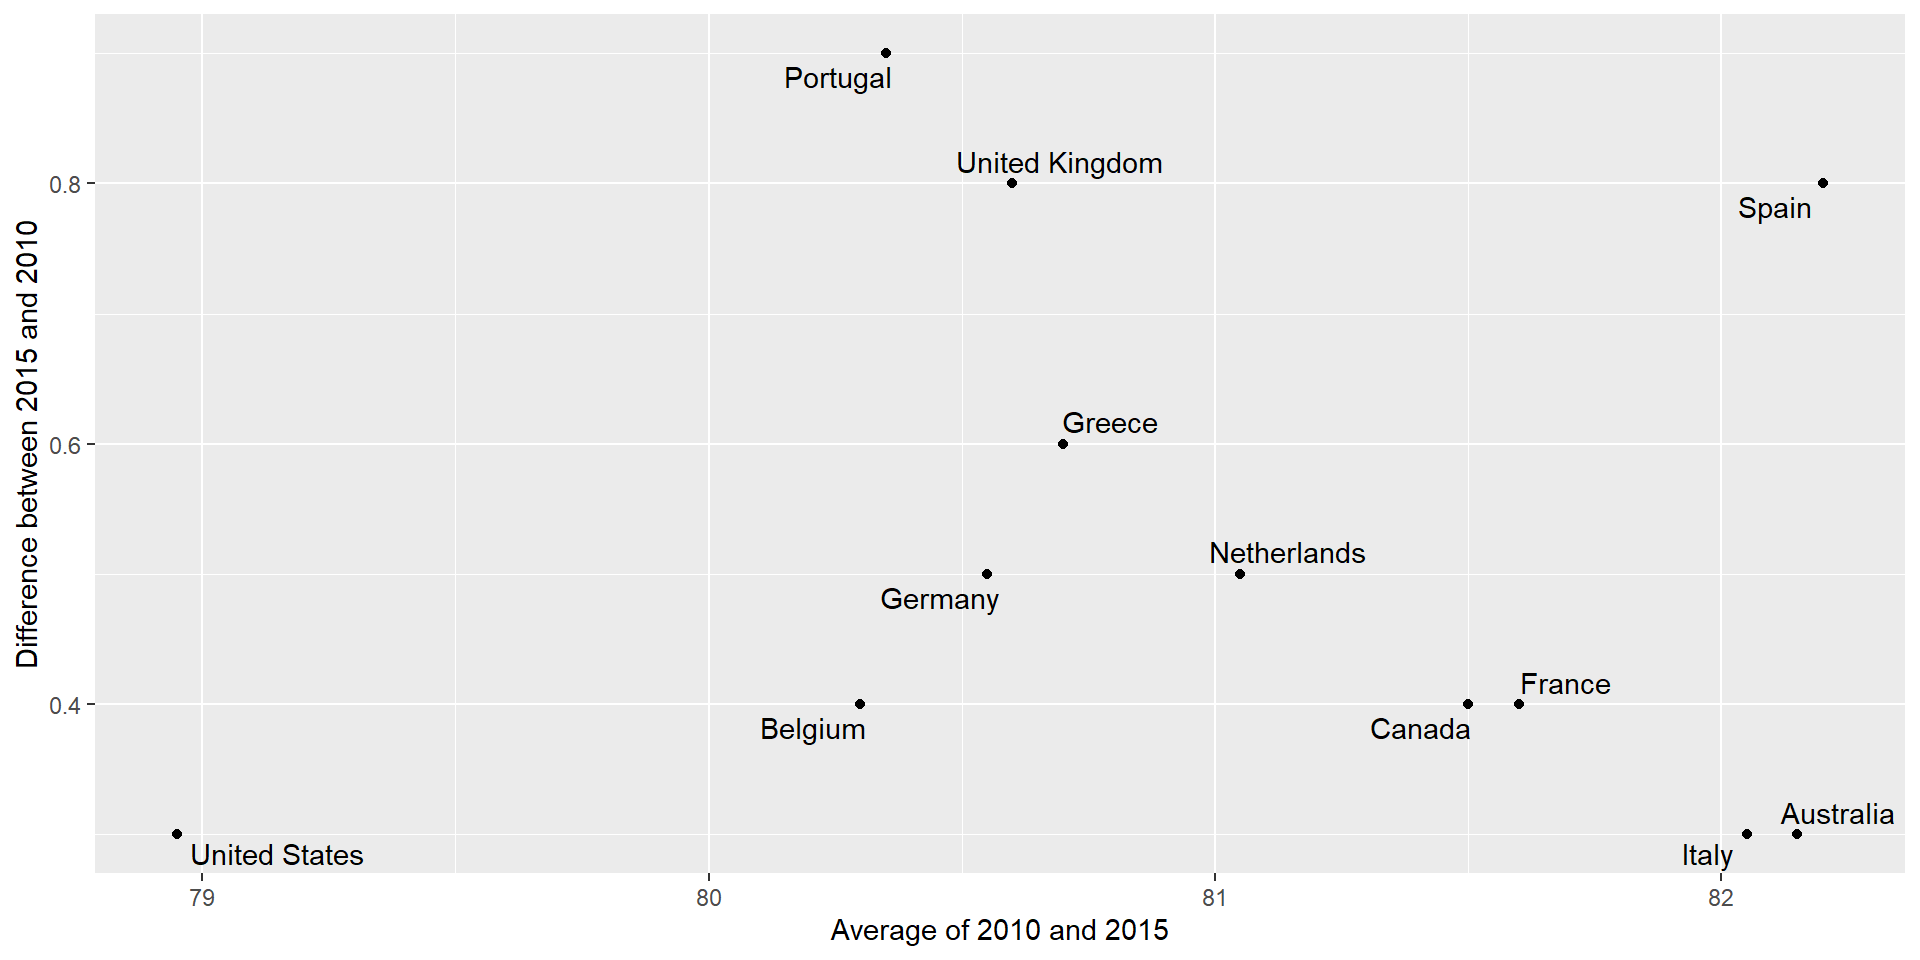 Portugal
United Kingdom
0.8
Spain
Difference between 2015 and 2010
Greece
0.6
Netherlands
Germany
France
0.4
Belgium
Canada
Australia
United States
Italy
79
80
81
82
Average of 2010 and 2015